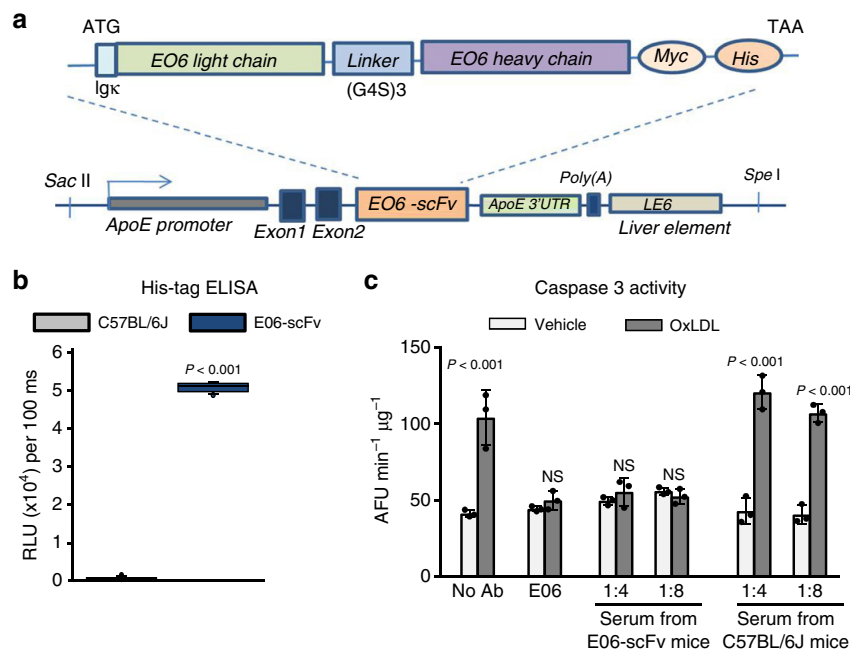 a
ATG
TAA
EO6 light chain
Linker
EO6 heavy chain
Myc
His
Igκ
(G4S)3
Sac II
Poly(A)
Spe I
EO6 -scFv
ApoE 3'UTR
LE6
ApoE promoter
Exon1
Exon2
Liver element
b
His-tag ELISA
C57BL/6J
E06-scFv
6
5
4
3
2
1
0
RLU (x10⁴) per 100 ms
P < 0.001
c
Caspase 3 activity
Vehicle
OxLDL
150
100
50
0
AFU min⁻¹ µg⁻¹
P < 0.001
NS
NS
NS
P < 0.001
P < 0.001
No Ab
E06
1:4
1:8
1:4
1:8
Serum from
E06-scFv mice
Serum from
C57BL/6J mice